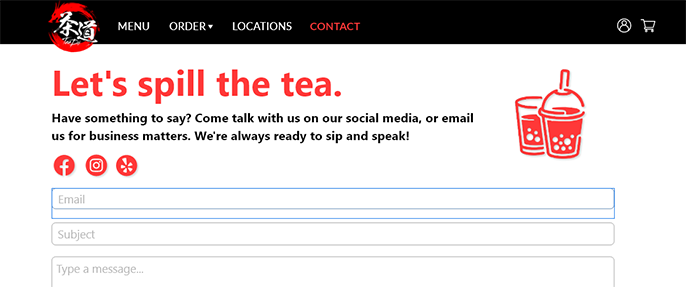 茶道
MENU ORDER LOCATIONS CONTACT
Let's spill the tea.
Have something to say? Come talk with us on our social media, or email
us for business matters. We're always ready to sip and speak!
Email
Subject
Type a message...